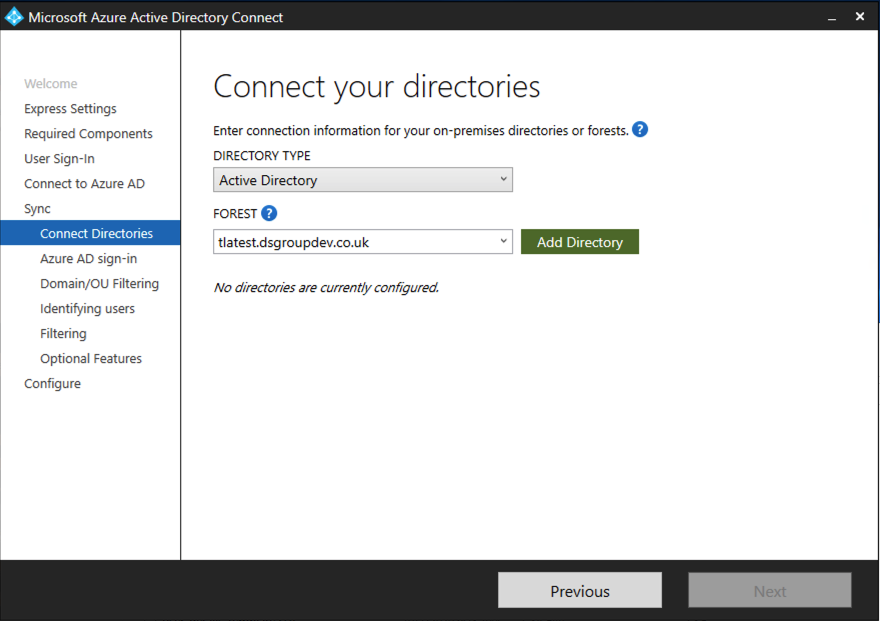 Microsoft Azure Active Directory Connect
Welcome
Express Settings
Required Components
User Sign-In
Connect to Azure AD
Sync
Connect Directories
Azure AD sign-in
Domain/OU Filtering
Identifying users
Filtering
Optional Features
Configure
Connect your directories
Enter connection information for your on-premises directories or forests. ?
DIRECTORY TYPE
Active Directory
FOREST ?
tlatest.dsgroupdev.co.uk
Add Directory
No directories are currently configured.
Previous
Next